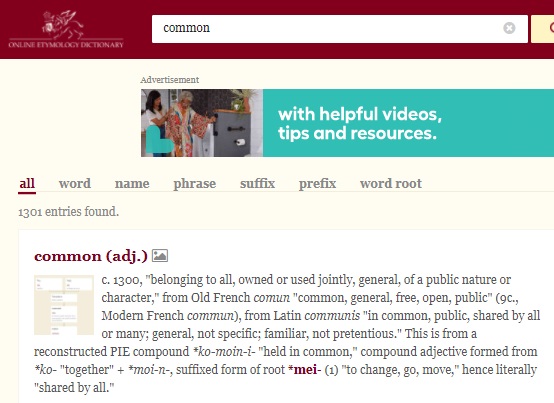 common
ONLINE ETYMOLOGY DICTIONARY
Advertisement
with helpful videos,
tips and resources.
all word name phrase suffix prefix word root
1301 entries found.
common (adj.)
c. 1300, "belonging to all, owned or used jointly, general, of a public nature or
character," from Old French comun "common, general, free, open, public" (9c.,
Modern French commun), from Latin communis "in common, public, shared by all
or many; general, not specific; familiar, not pretentious." This is from a
reconstructed PIE compound *ko-moin-i- "held in common," compound adjective formed from
*ko- "together" + *moi-n-, suffixed form of root *mei- (1) "to change, go, move," hence literally
"shared by all."